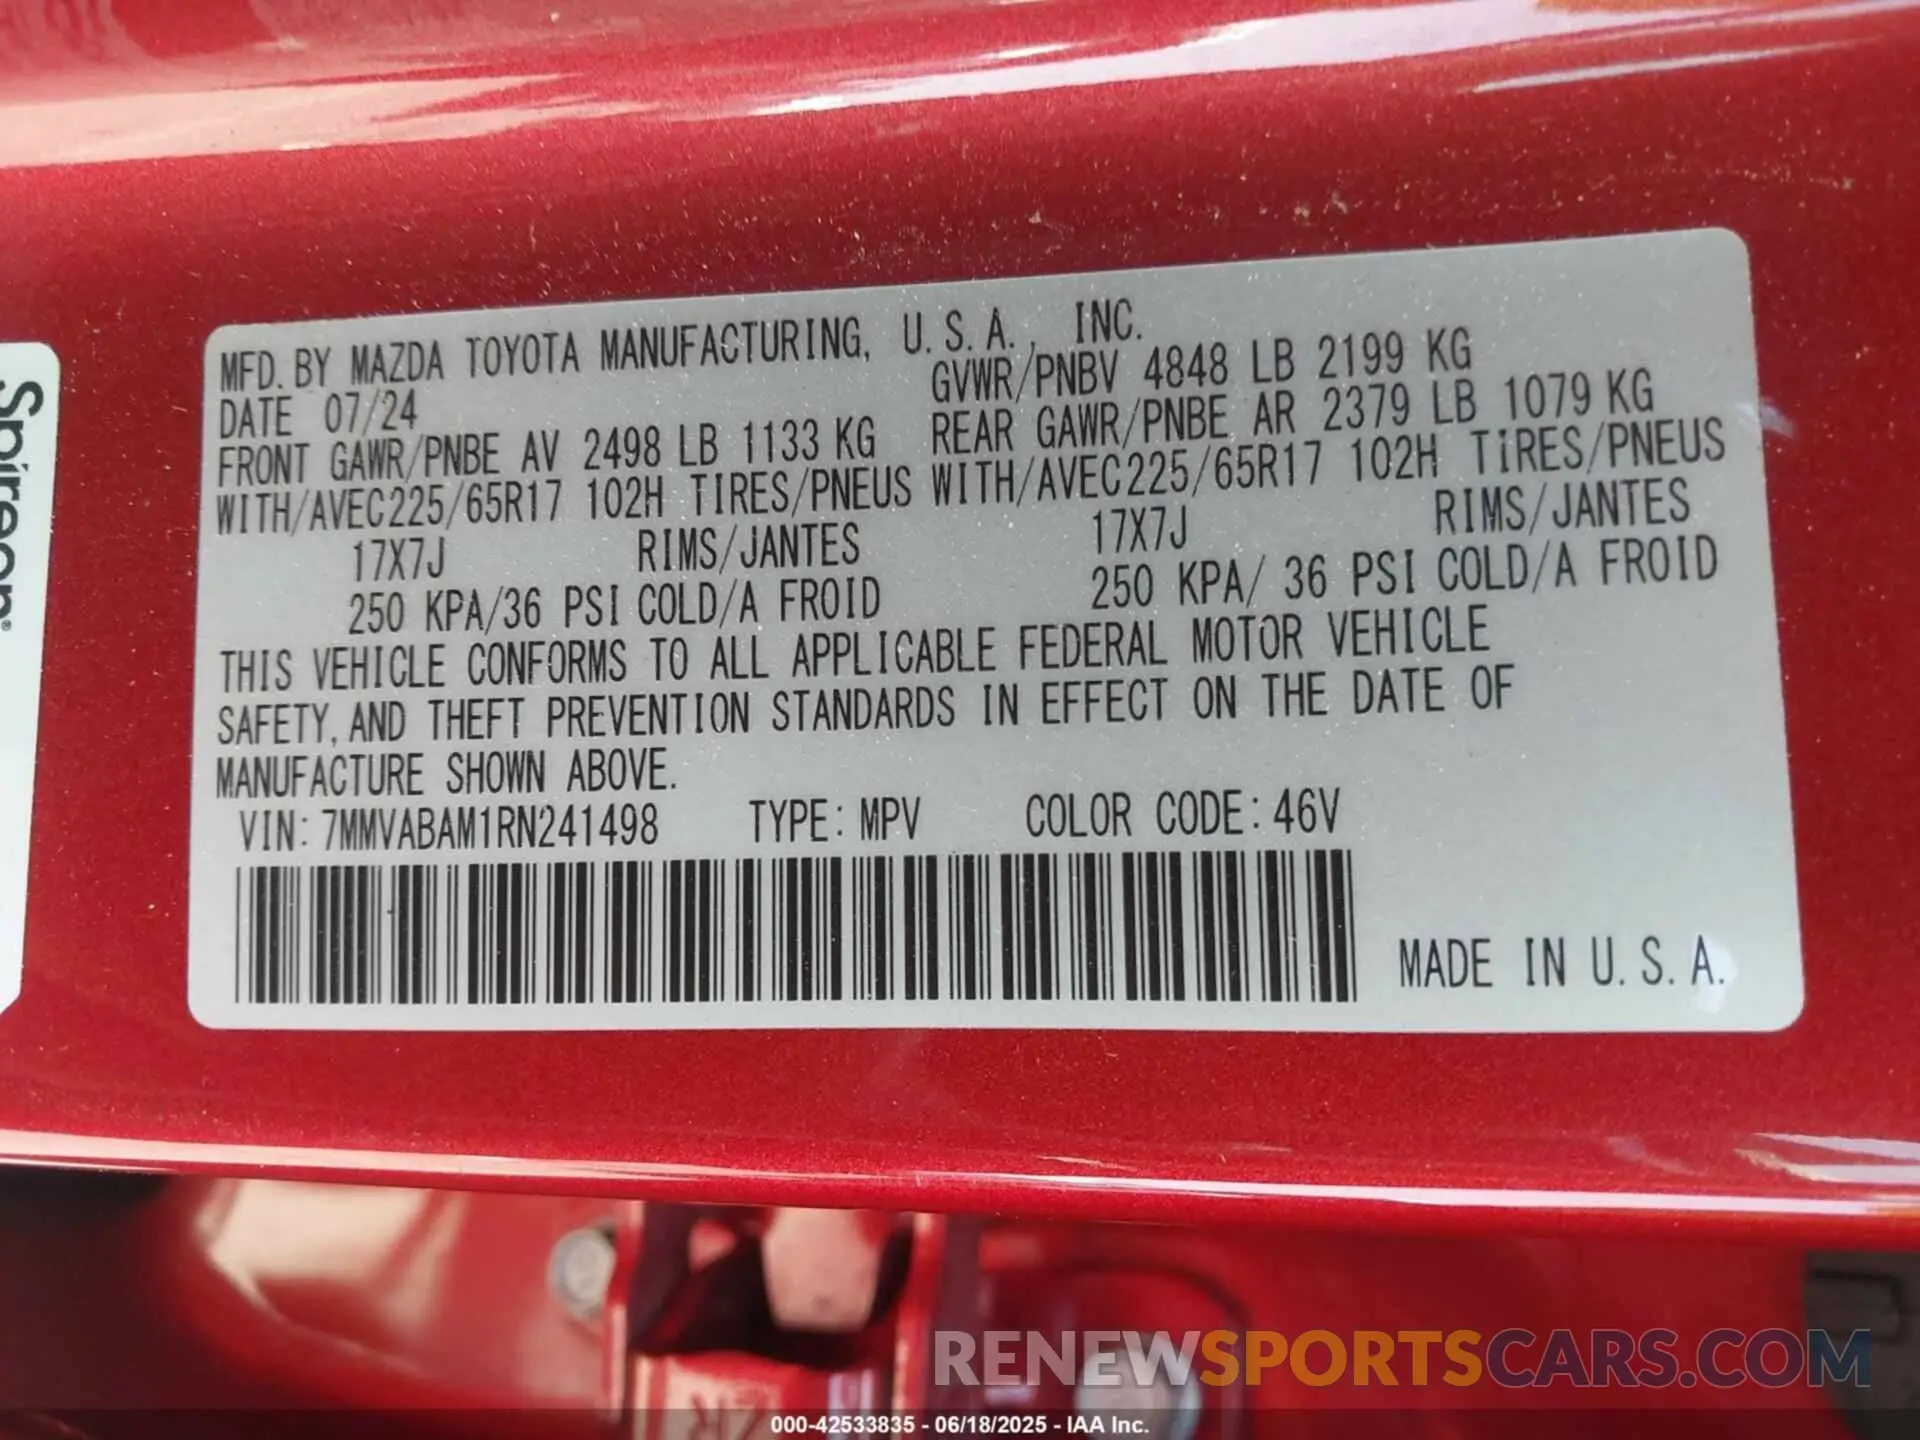 MFD. BY MAZDA TOYOTA MANUFACTURING, U.S.A., INC.
DATE 07/24 GVWR/PNBV 4848 LB 2199 KG
FRONT GAWR/PNBE AV 2498 LB 1133 KG REAR GAWR/PNBE AR 2379 LB 1079 KG
WITH/AVEC225/65R17 102H TIRES/PNEUS WITH/AVEC225/65R17 102H TIRES/PNEUS
17X7J RIMS/JANTES 17X7J RIMS/JANTES
250 KPA/36 PSI COLD/A FROID 250 KPA/ 36 PSI COLD/A FROID
THIS VEHICLE CONFORMS TO ALL APPLICABLE FEDERAL MOTOR VEHICLE
SAFETY, AND THEFT PREVENTION STANDARDS IN EFFECT ON THE DATE OF
MANUFACTURE SHOWN ABOVE.
VIN: 7MMVABAM1RN241498 TYPE: MPV COLOR CODE: 46V
MADE IN U.S.A.
Spireon
RENEWSPORTSCARS.COM
000-42533835 - 06/18/2025 - IAA Inc.